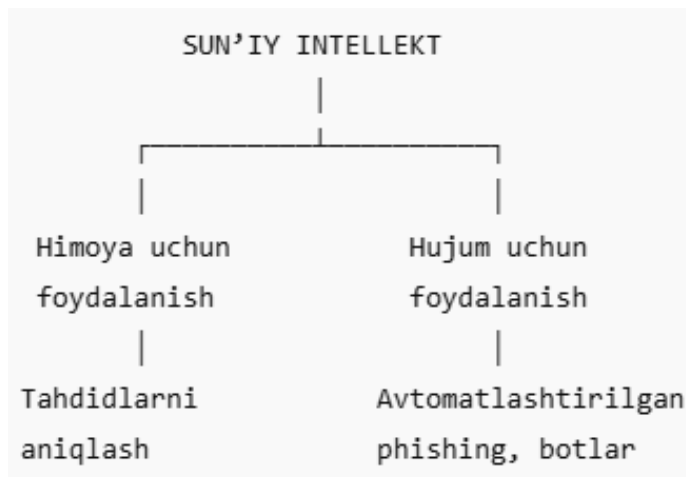 SUN’IY INTELLEKT
Himoya uchun
foydalanish
Tahdidlarni
aniqlash
Hujum uchun
foydalanish
Avtomatlashtirilgan
phishing, botlar